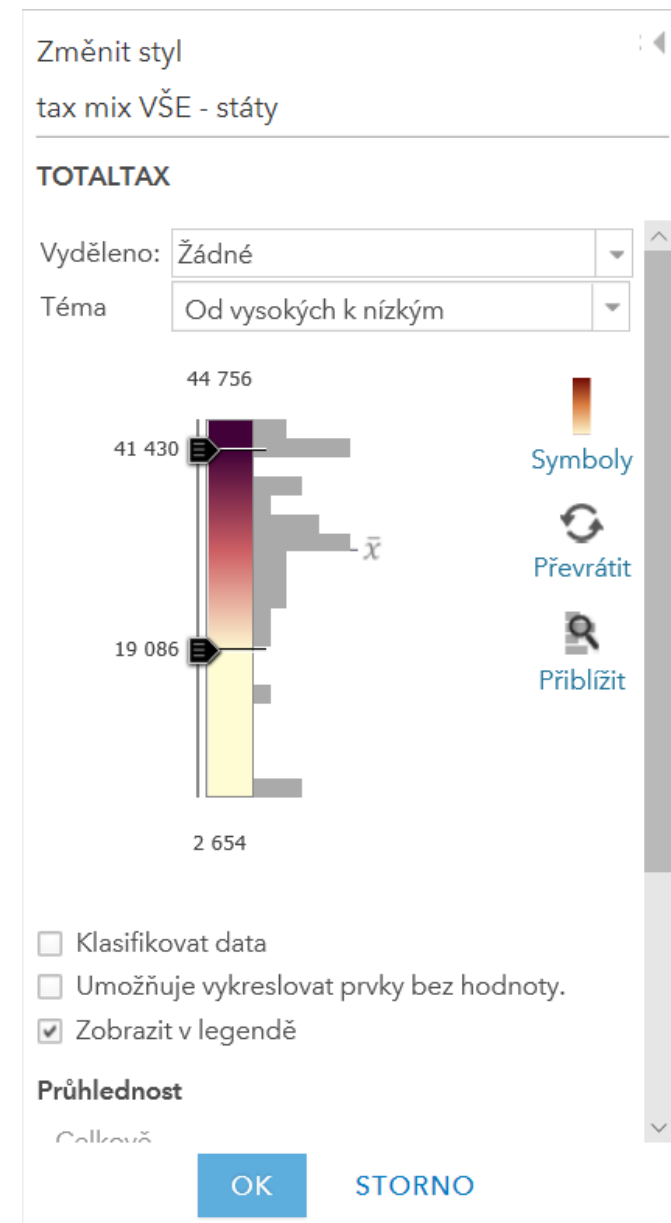 Změnit styl
tax mix VŠE - státy
TOTALTAX
Vyděleno: Žádné
Téma Od vysokých k nízkým
44 756
41 430
Symboly
x̄
Převrátit
19 086
Přiblížit
2 654
Klasifikovat data
Umožňuje vykreslovat prvky bez hodnoty.
Zobrazit v legendě
Průhlednost
Celkově
OK STORNO